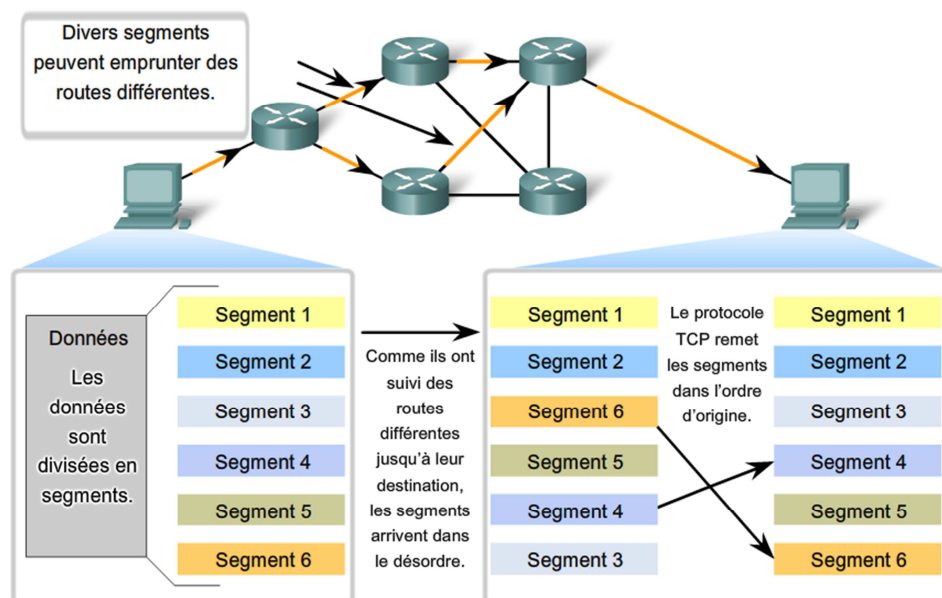 Divers segments
peuvent emprunter des
routes différentes.
Données
Les
données
sont
divisées en
segments.
Segment 1
Segment 2
Segment 3
Segment 4
Segment 5
Segment 6
Comme ils ont
suivi des
routes
différentes
jusqu'à leur
destination,
les segments
arrivent dans
le désordre.
Segment 1
Segment 2
Segment 6
Segment 5
Segment 4
Segment 3
Le protocole
TCP remet
les segments
dans l'ordre
d'origine.
Segment 1
Segment 2
Segment 3
Segment 4
Segment 5
Segment 6